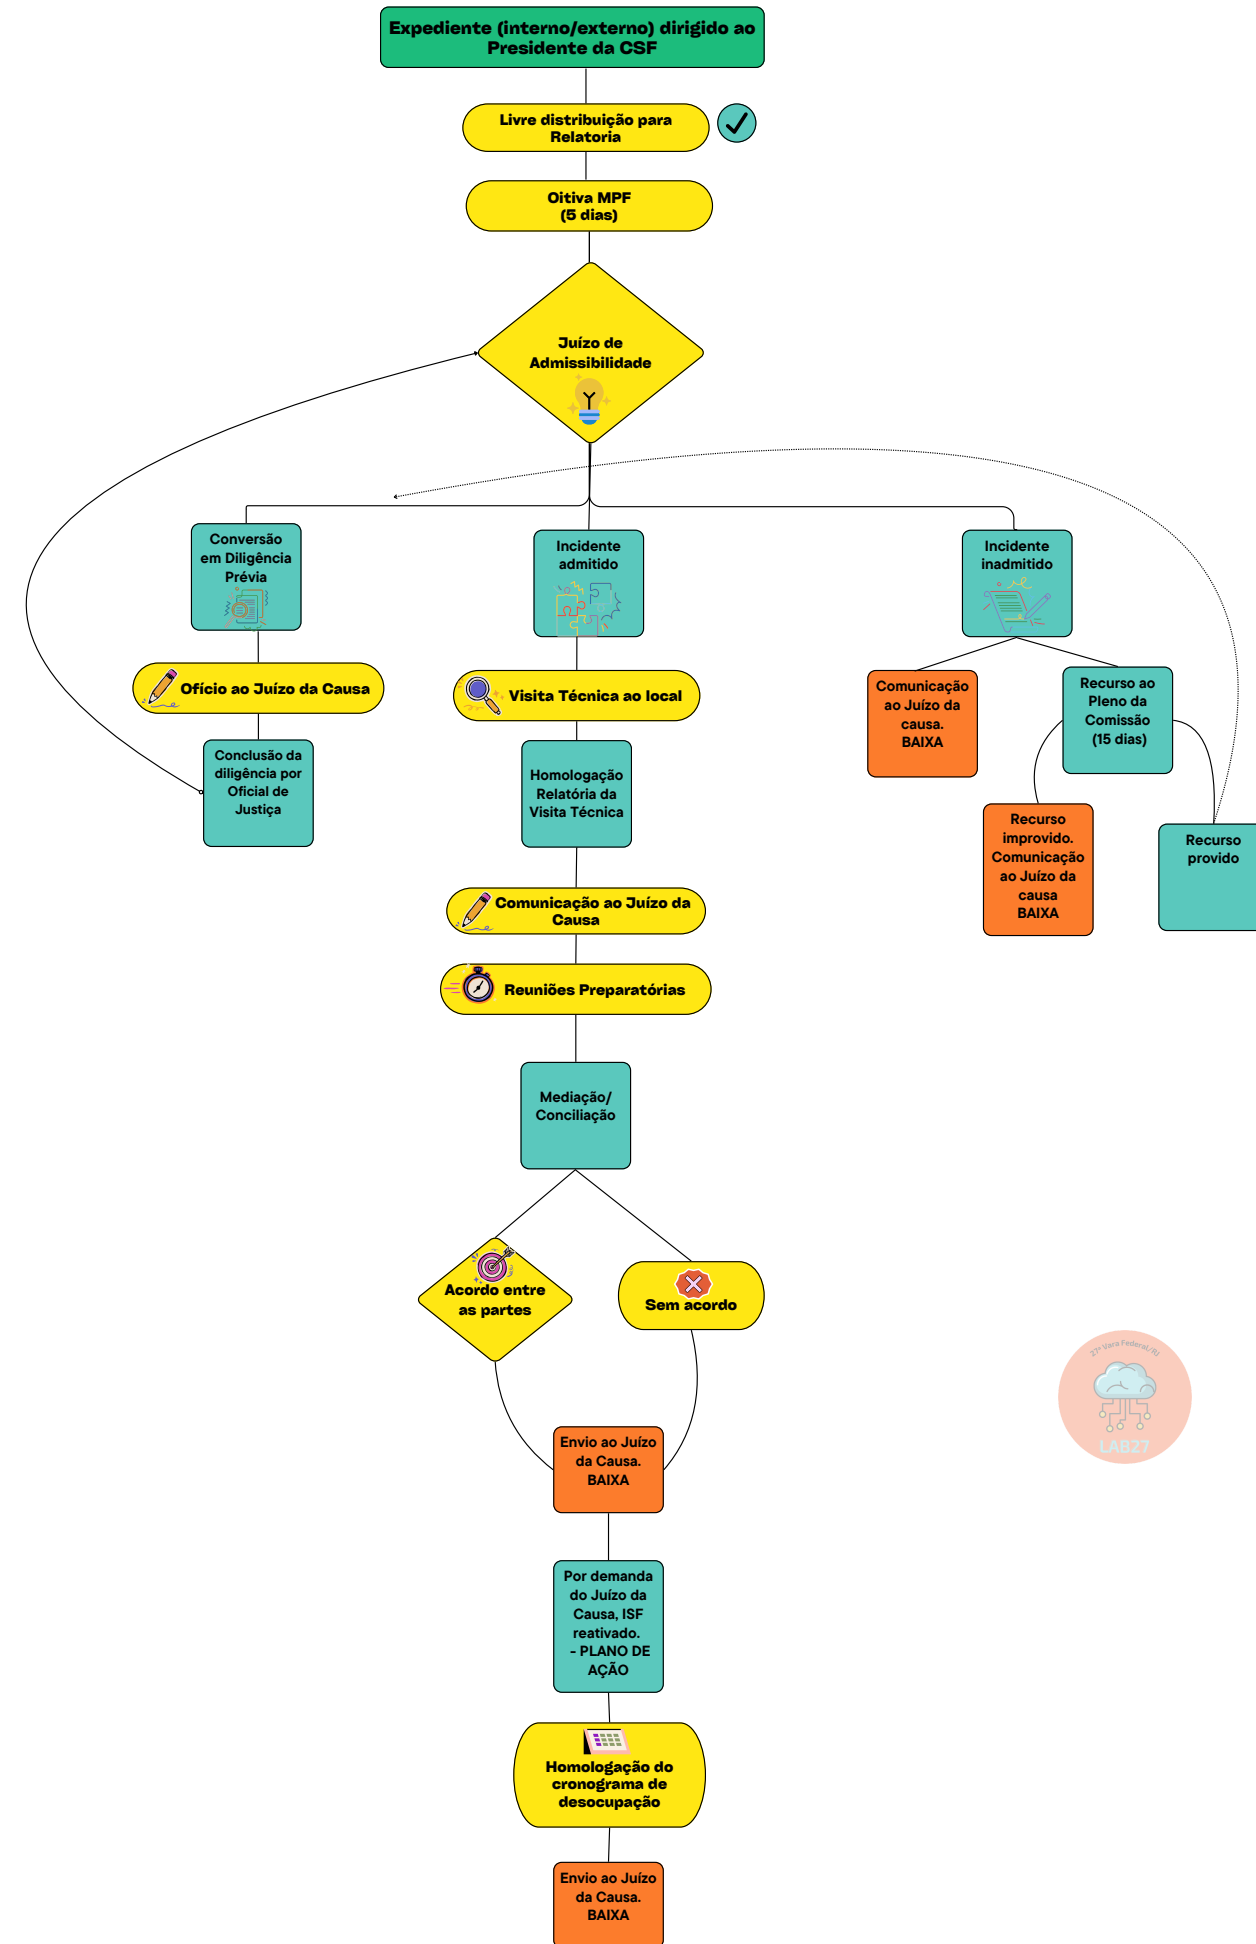 Expediente (interno/externo) dirigido ao
Presidente da CSF
Livre distribuição para
Relatoria
Oitiva MPF
(5 dias)
Juízo de
Admissibilidade
Conversão
em Diligência
Prévia
Incidente
admitido
Incidente
inadmitido
Ofício ao Juízo da Causa
Visita Técnica ao local
Comunicação
ao Juízo da
causa.
BAIXA
Recurso ao
Pleno da
Comissão
(15 dias)
Conclusão da
diligência por
Oficial de
Justiça
Homologação
Relatória da
Visita Técnica
Recurso
improvido.
Comunicação
ao Juízo da
causa
BAIXA
Recurso
provido
Comunicação ao Juízo da
Causa
Reuniões Preparatórias
Mediação/
Conciliação
Acordo entre
as partes
Sem acordo
27ª Vara Federal/RJ
LAB27
Envio ao Juízo
da Causa.
BAIXA
Por demanda
do Juízo da
Causa, ISF
reativado.
- PLANO DE
AÇÃO
Homologação do
cronograma de
desocupação
Envio ao Juízo
da Causa.
BAIXA